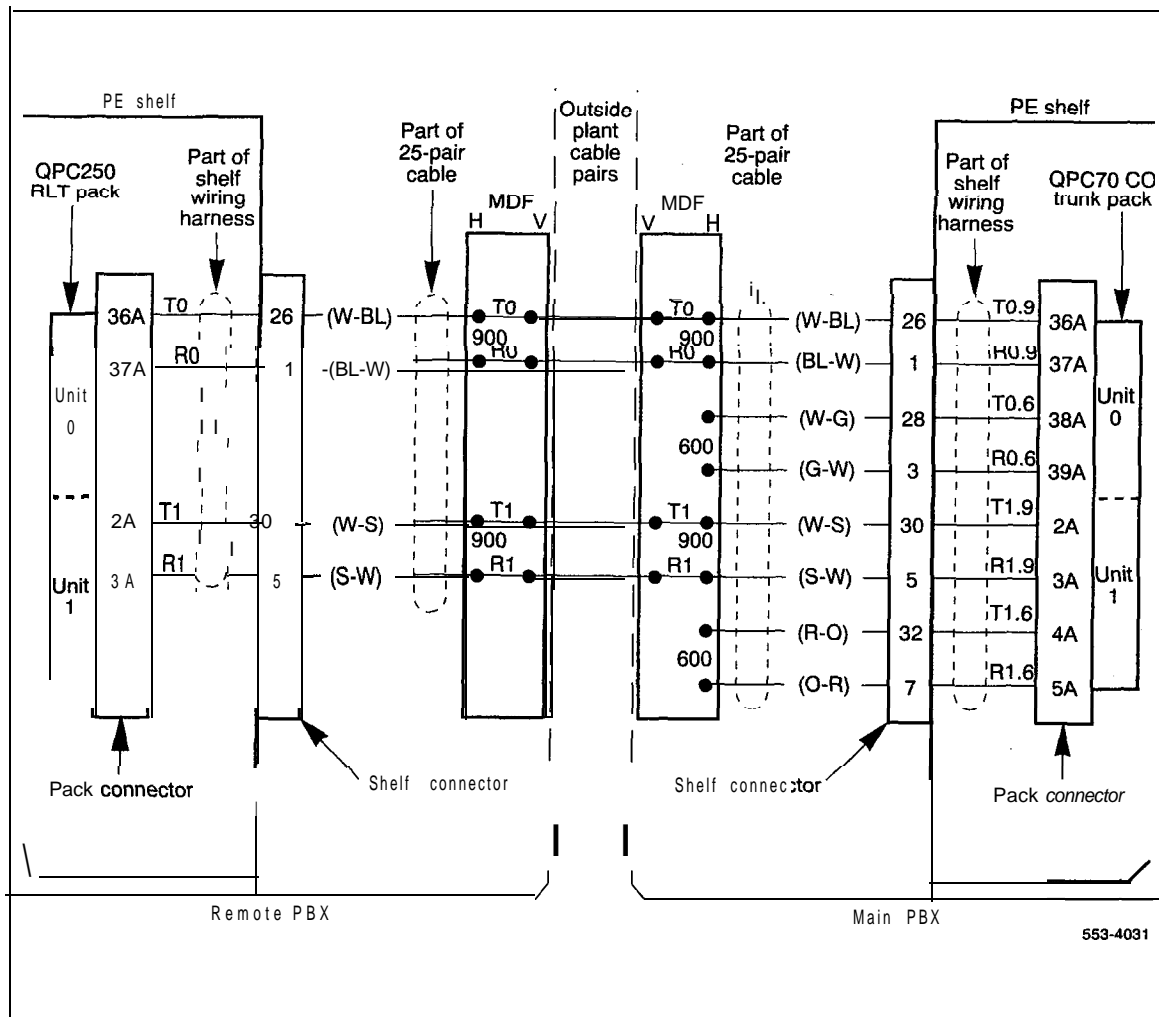 PE shelf
QPC250
RLT pack
Part of
shelf
wiring
harness
Part of
25-pair
cable
MDF
H V
Outside
plant
cable
pairs
MDF
V H
Part of
25-pair
cable
PE shelf
Part of
shelf
wiring
harness
QPC70 CO
trunk pack
36A T0 26 (W-BL) T0 T0 (W-BL) 26 T0.9 36A
900 900
37A R0 1 -(BL-W) R0 R0 (BL-W) 1 R0.9 37A
Unit
0
(W-G) 28 T0.6 38A
Unit
0
600
(G-W) 3 R0.6 39A
2A T1 30 (W-S) T1 T1 (W-S) 30 T1.9 2A
900 900
3A R1 5 (S-W) R1 R1 (S-W) 5 R1.9 3A
Unit
1
Unit
1
(R-O) 32 T1.6 4A
600
(O-R) 7 R1.6 5A
Pack connector
Shelf connector
Shelf connector
Pack connector
Remote PBX
Main PBX
553-4031